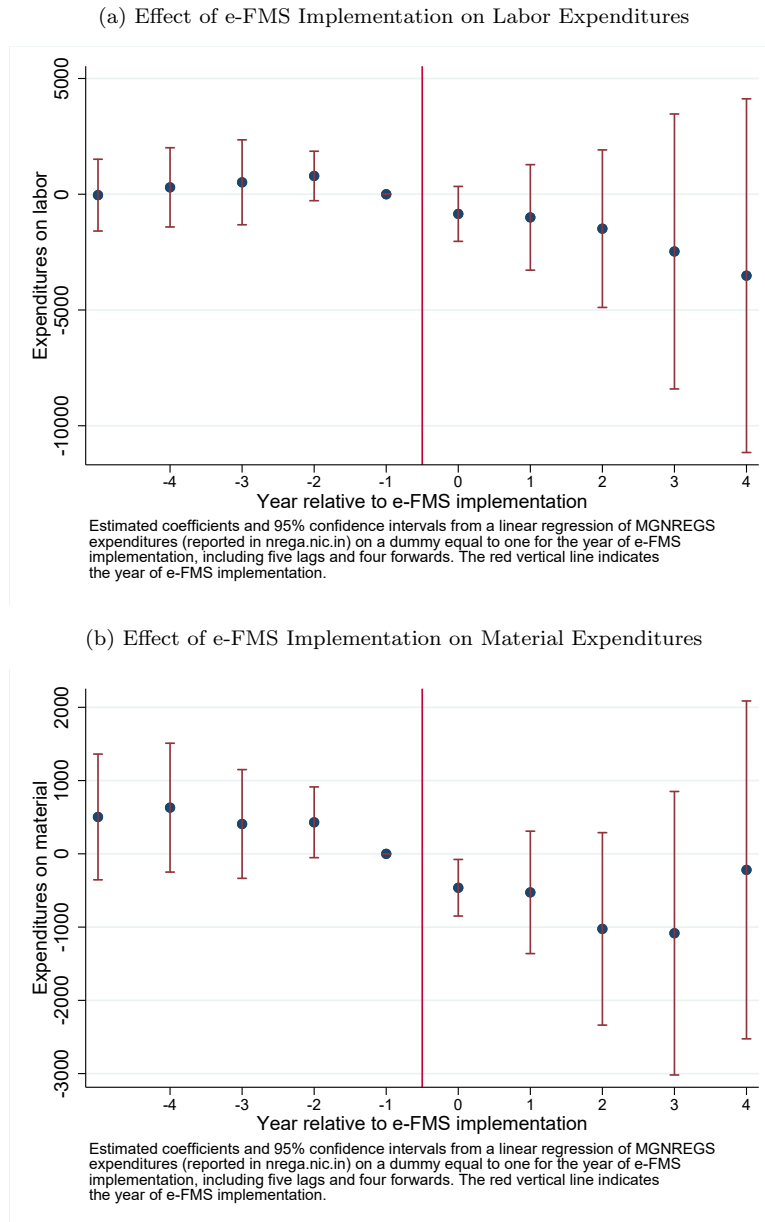 (a) Effect of e-FMS Implementation on Labor Expenditures
Expenditures on labor
5000
0
-5000
-10000
-4 -3 -2 -1 0 1 2 3 4
Year relative to e-FMS implementation
Estimated coefficients and 95% confidence intervals from a linear regression of MGNREGS
expenditures (reported in nrega.nic.in) on a dummy equal to one for the year of e-FMS
implementation, including five lags and four forwards. The red vertical line indicates
the year of e-FMS implementation.
(b) Effect of e-FMS Implementation on Material Expenditures
Expenditures on material
2000
1000
0
-1000
-2000
-3000
-4 -3 -2 -1 0 1 2 3 4
Year relative to e-FMS implementation
Estimated coefficients and 95% confidence intervals from a linear regression of MGNREGS
expenditures (reported in nrega.nic.in) on a dummy equal to one for the year of e-FMS
implementation, including five lags and four forwards. The red vertical line indicates
the year of e-FMS implementation.